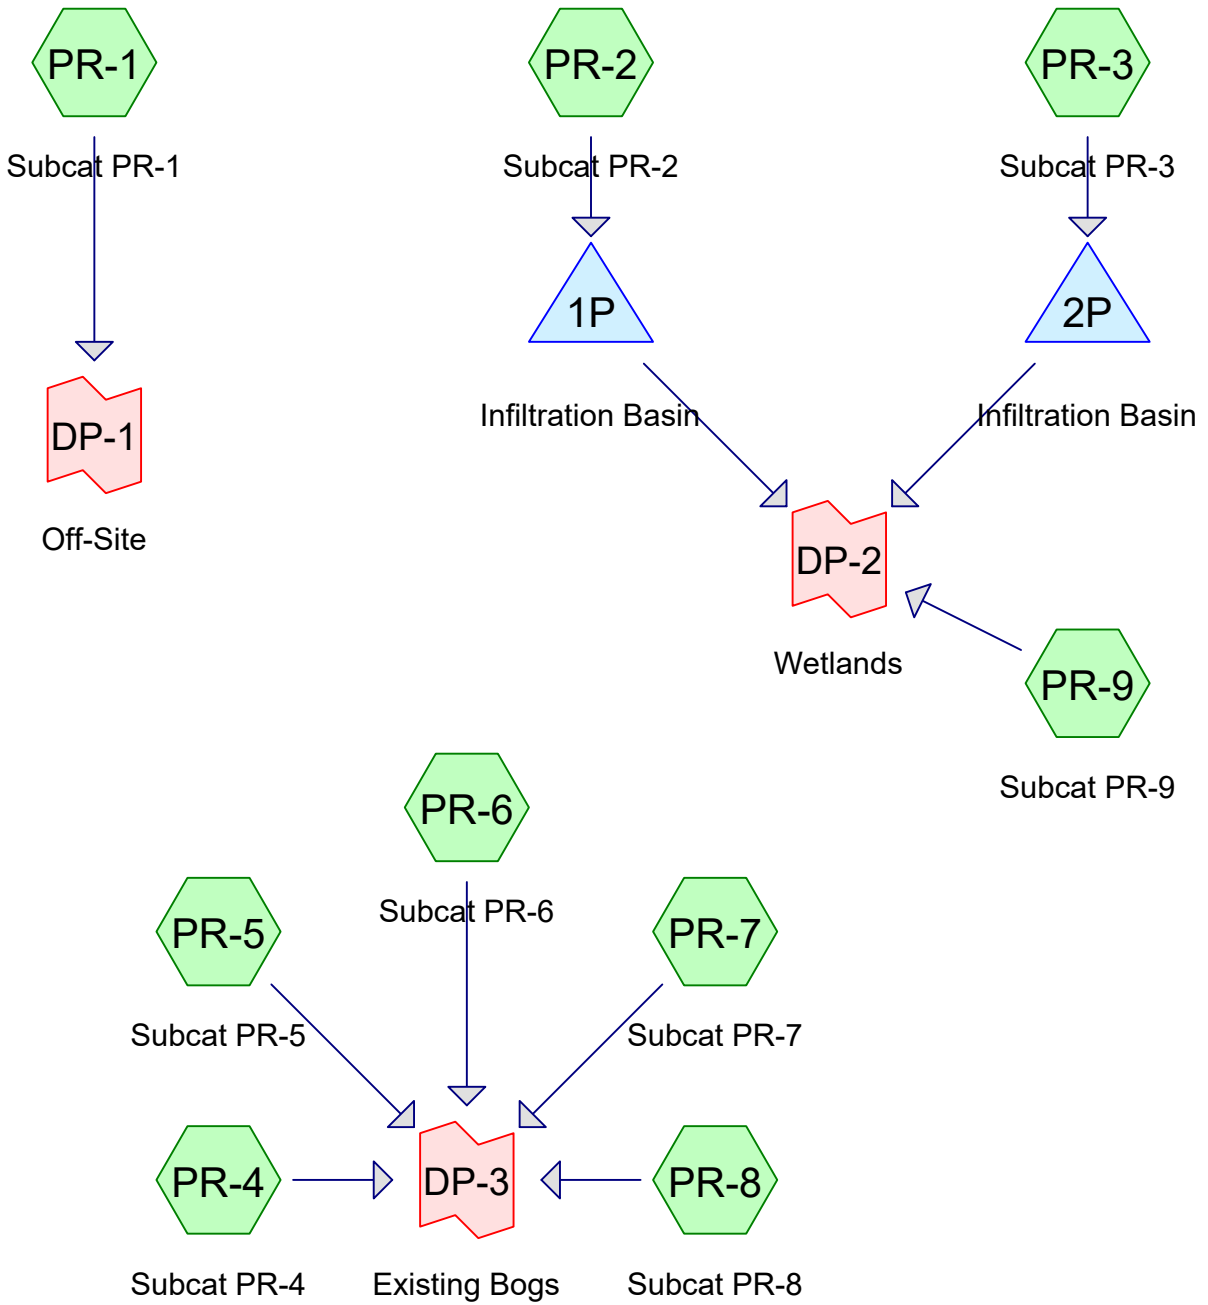 PR-1
PR-2
PR-3
Subcat PR-1
Subcat PR-2
Subcat PR-3
1P
2P
Infiltration Basin
Infiltration Basin
DP-1
Off-Site
DP-2
Wetlands
PR-9
Subcat PR-9
PR-6
Subcat PR-6
PR-5
PR-7
Subcat PR-5
Subcat PR-7
PR-4
DP-3
PR-8
Subcat PR-4
Existing Bogs
Subcat PR-8